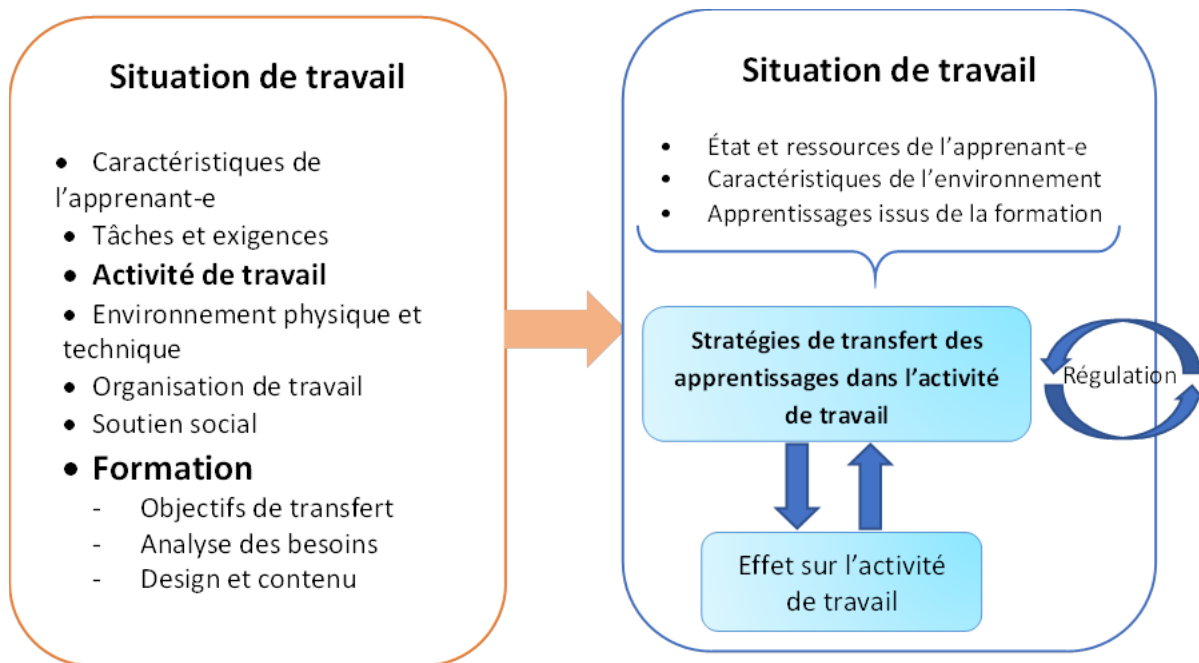 Situation de travail
• Caractéristiques de
l’apprenant-e
• Tâches et exigences
• Activité de travail
• Environnement physique et
technique
• Organisation de travail
• Soutien social
• Formation
- Objectifs de transfert
- Analyse des besoins
- Design et contenu
Situation de travail
• État et ressources de l’apprenant-e
• Caractéristiques de l’environnement
• Apprentissages issus de la formation
Stratégies de transfert des
apprentissages dans l’activité
de travail
Régulation
Effet sur l’activité
de travail